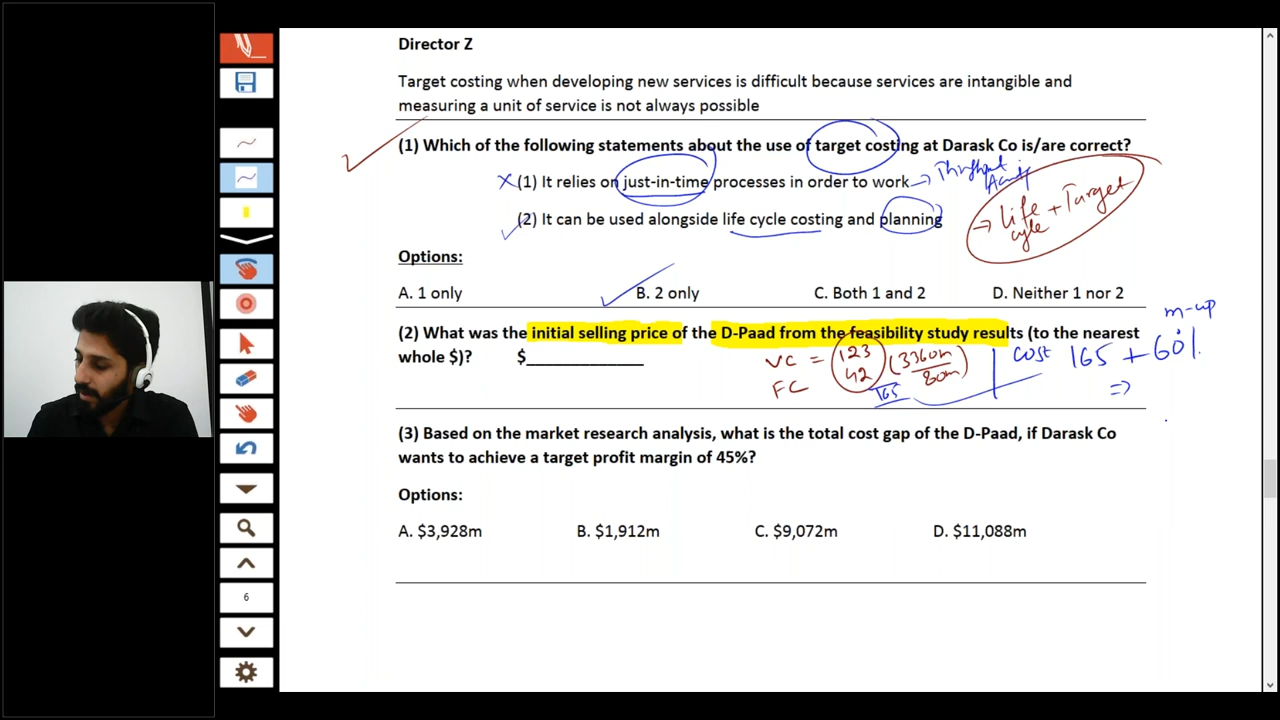 Director Z
Target costing when developing new services is difficult because services are intangible and
measuring a unit of service is not always possible
(1) Which of the following statements about the use of target costing at Darask Co is/are correct?
(1) It relies on just-in-time processes in order to work → Throughput
(2) It can be used alongside life cycle costing and planning
→ Life cycle + Target
Options:
A. 1 only B. 2 only C. Both 1 and 2 D. Neither 1 nor 2
m-up
(2) What was the initial selling price of the D-Paad from the feasibility study results (to the nearest
whole $)? $______________
VC = 123 (3360m
FC 42 80m)
165
cost 165 + 60%
⇒
(3) Based on the market research analysis, what is the total cost gap of the D-Paad, if Darask Co
wants to achieve a target profit margin of 45%?
Options:
A. $3,928m B. $1,912m C. $9,072m D. $11,088m
6